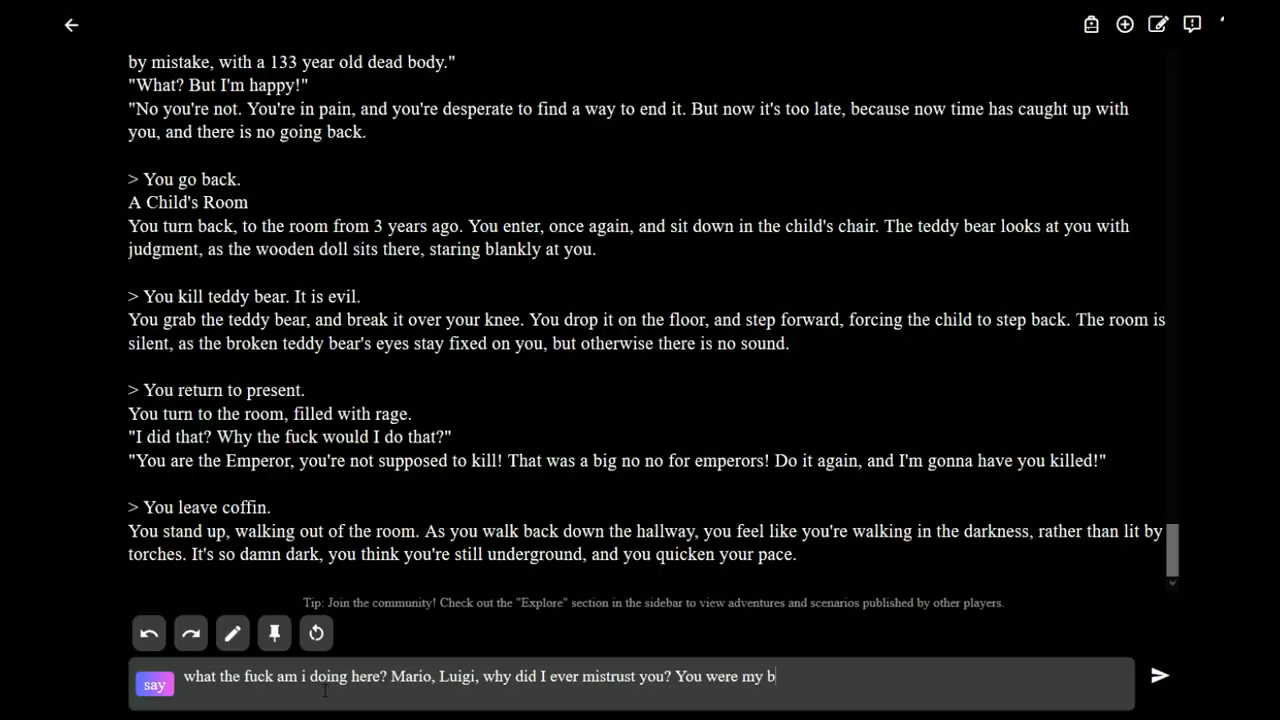 by mistake, with a 133 year old dead body."
"What? But I'm happy!"
"No you're not. You're in pain, and you're desperate to find a way to end it. But now it's too late, because now time has caught up with
you, and there is no going back.
> You go back.
A Child's Room
You turn back, to the room from 3 years ago. You enter, once again, and sit down in the child's chair. The teddy bear looks at you with
judgment, as the wooden doll sits there, staring blankly at you.
> You kill teddy bear. It is evil.
You grab the teddy bear, and break it over your knee. You drop it on the floor, and step forward, forcing the child to step back. The room is
silent, as the broken teddy bear's eyes stay fixed on you, but otherwise there is no sound.
> You return to present.
You turn to the room, filled with rage.
"I did that? Why the fuck would I do that?"
"You are the Emperor, you're not supposed to kill! That was a big no no for emperors! Do it again, and I'm gonna have you killed!"
> You leave coffin.
You stand up, walking out of the room. As you walk back down the hallway, you feel like you're walking in the darkness, rather than lit by
torches. It's so damn dark, you think you're still underground, and you quicken your pace.
Tip: Join the community! Check out the "Explore" section in the sidebar to view adventures and scenarios published by other players.
say what the fuck am i doing here? Mario, Luigi, why did I ever mistrust you? You were my b